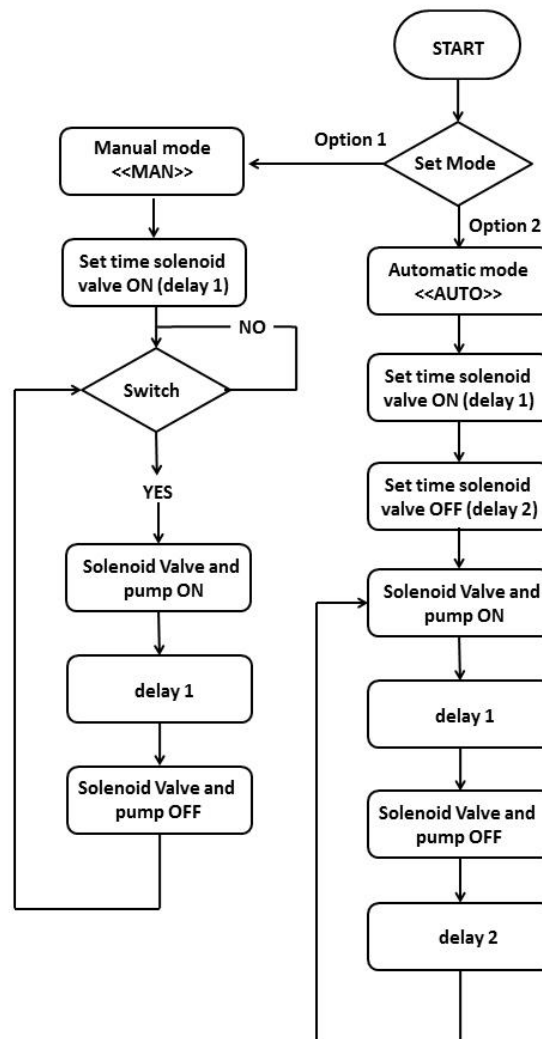 START
Set Mode
Option 1
Manual mode
<<MAN>>
Set time solenoid
valve ON (delay 1)
NO
Switch
YES
Solenoid Valve and
pump ON
delay 1
Solenoid Valve and
pump OFF
Option 2
Automatic mode
<<AUTO>>
Set time solenoid
valve ON (delay 1)
Set time solenoid
valve OFF (delay 2)
Solenoid Valve and
pump ON
delay 1
Solenoid Valve and
pump OFF
delay 2